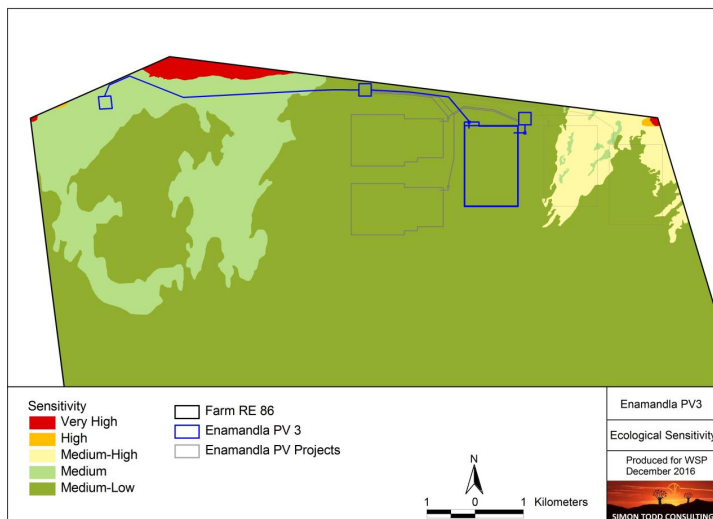 Sensitivity
Very High
High
Medium-High
Medium
Medium-Low
Farm RE 86
Enamandla PV 3
Enamandla PV Projects
N
1 0 1 Kilometers
Enamandla PV3
Ecological Sensitivity
Produced for WSP
December 2016
SIMON TODD CONSULTING